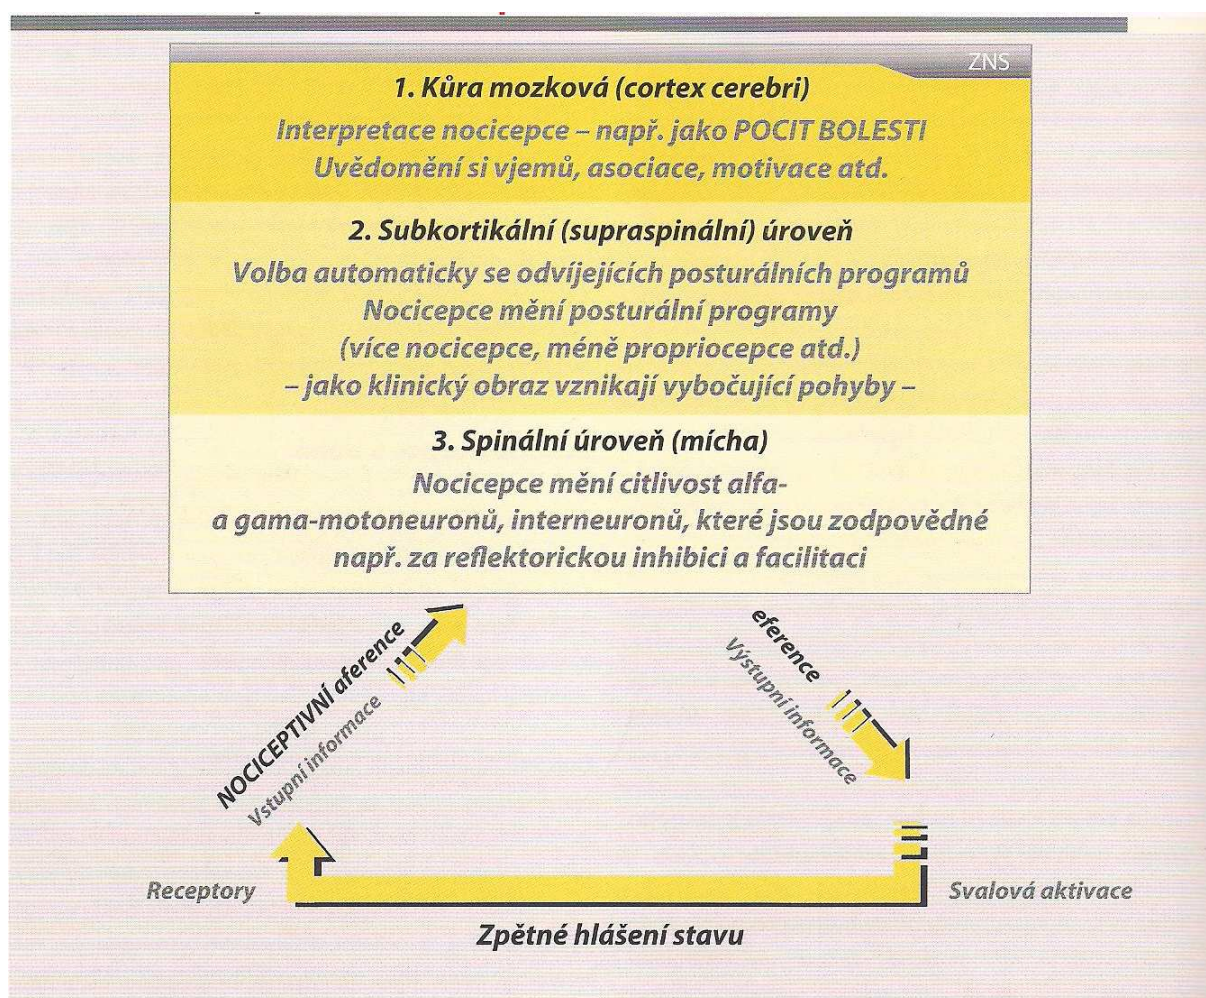 ZNS
1. Kůra mozková (cortex cerebri)
Interpretace nocicepce – např. jako POCIT BOLESTI
Uvědomění si vjemů, asociace, motivace atd.
2. Subkortikální (supraspinální) úroveň
Volba automaticky se odvíjejících posturálních programů
Nocicepce mění posturální programy
(více nocicepce, méně propriocepce atd.)
– jako klinický obraz vznikají vybočující pohyby –
3. Spinální úroveň (mícha)
Nocicepce mění citlivost alfa-
a gama-motoneuronů, interneuronů, které jsou zodpovědné
např. za reflektorickou inhibici a facilitaci
NOCICEPTIVNÍ aference
Vstupní informace
eference
Výstupní informace
Receptory
Svalová aktivace
Zpětné hlášení stavu